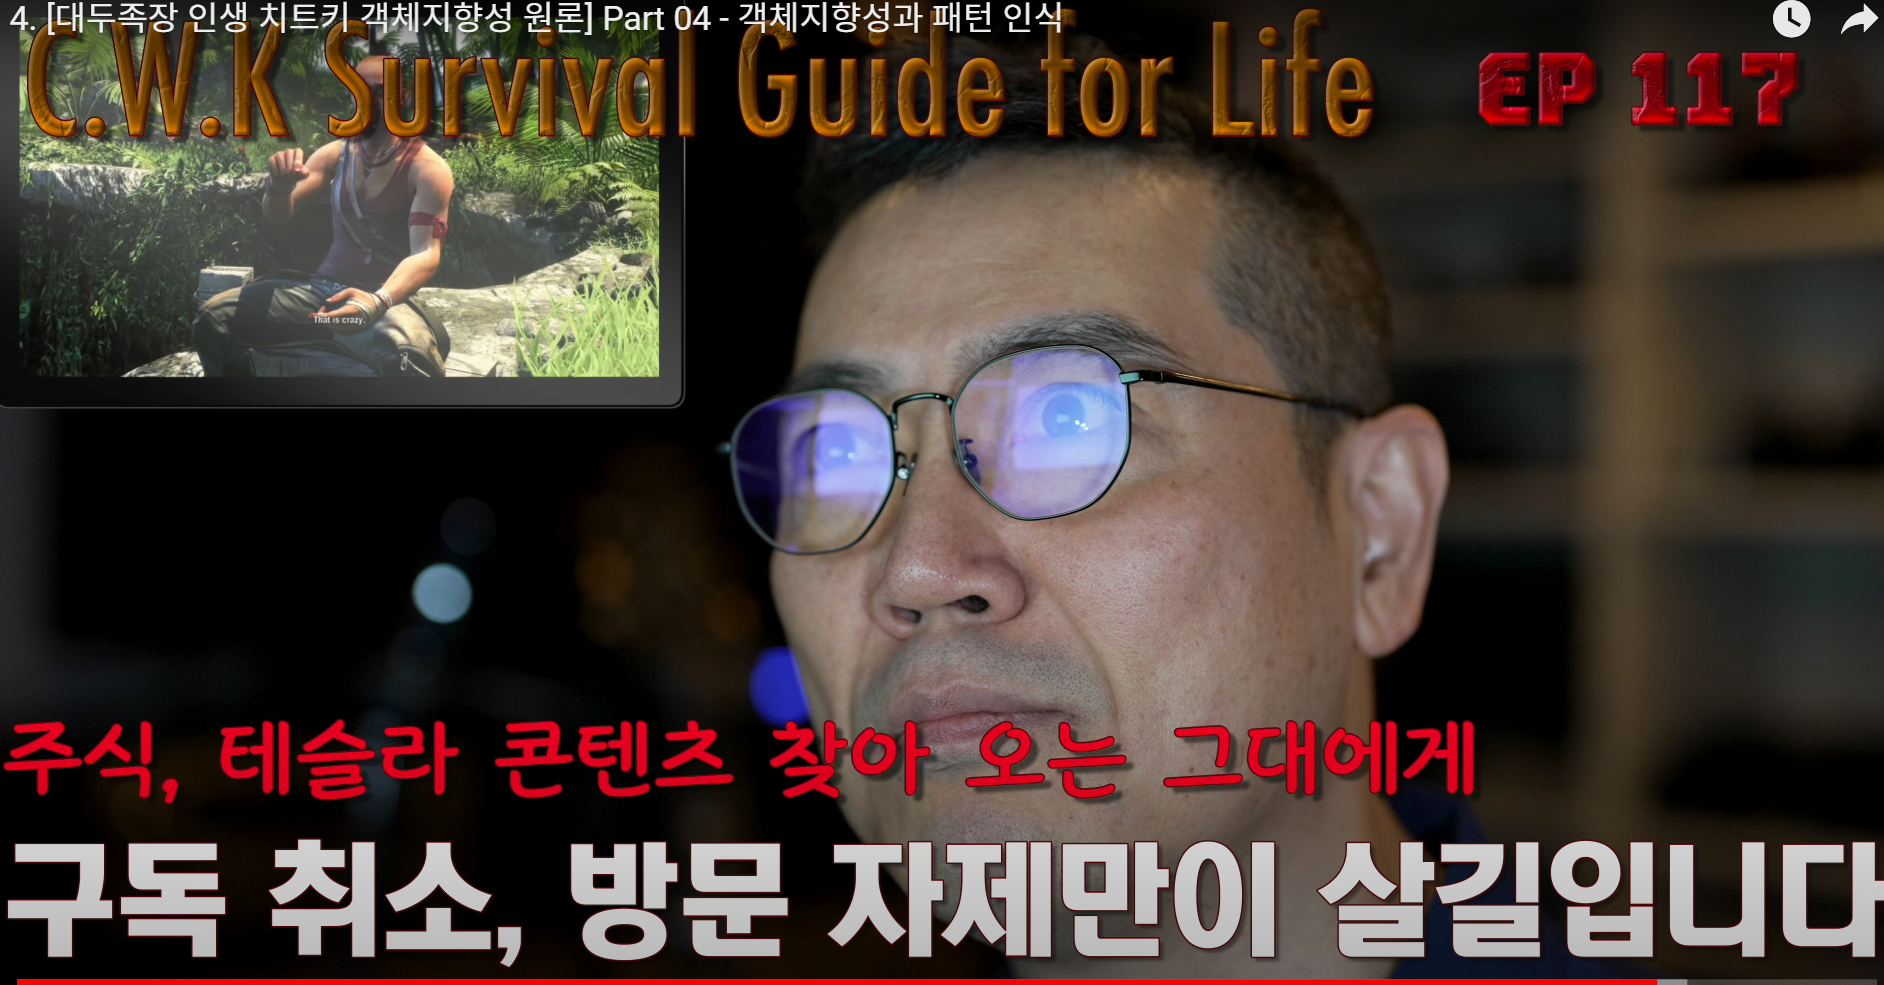 4. [대두족장 인생 치트키 객체지향성 원론] Part 04 - 객체지향성과 패턴 인식
C.W.K Survival Guide for Life EP 117
That is crazy.
주식, 테슬라 콘텐츠 찾아 오는 그대에게
구독 취소, 방문 자제만이 살길입니다